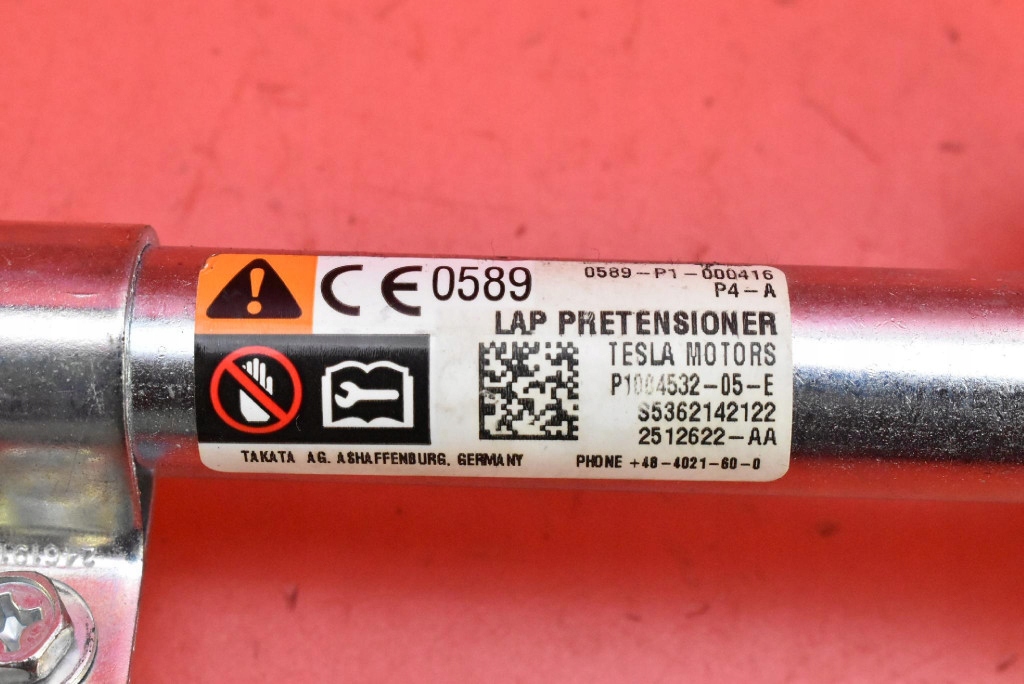 CE 0589
0589-P1-000416
P4-A
LAP PRETENSIONER
TESLA MOTORS
P1004532-05-E
S5362142122
2512622-AA
TAKATA AG. ASHAFFENBURG, GERMANY
PHONE +48-4021-60-0